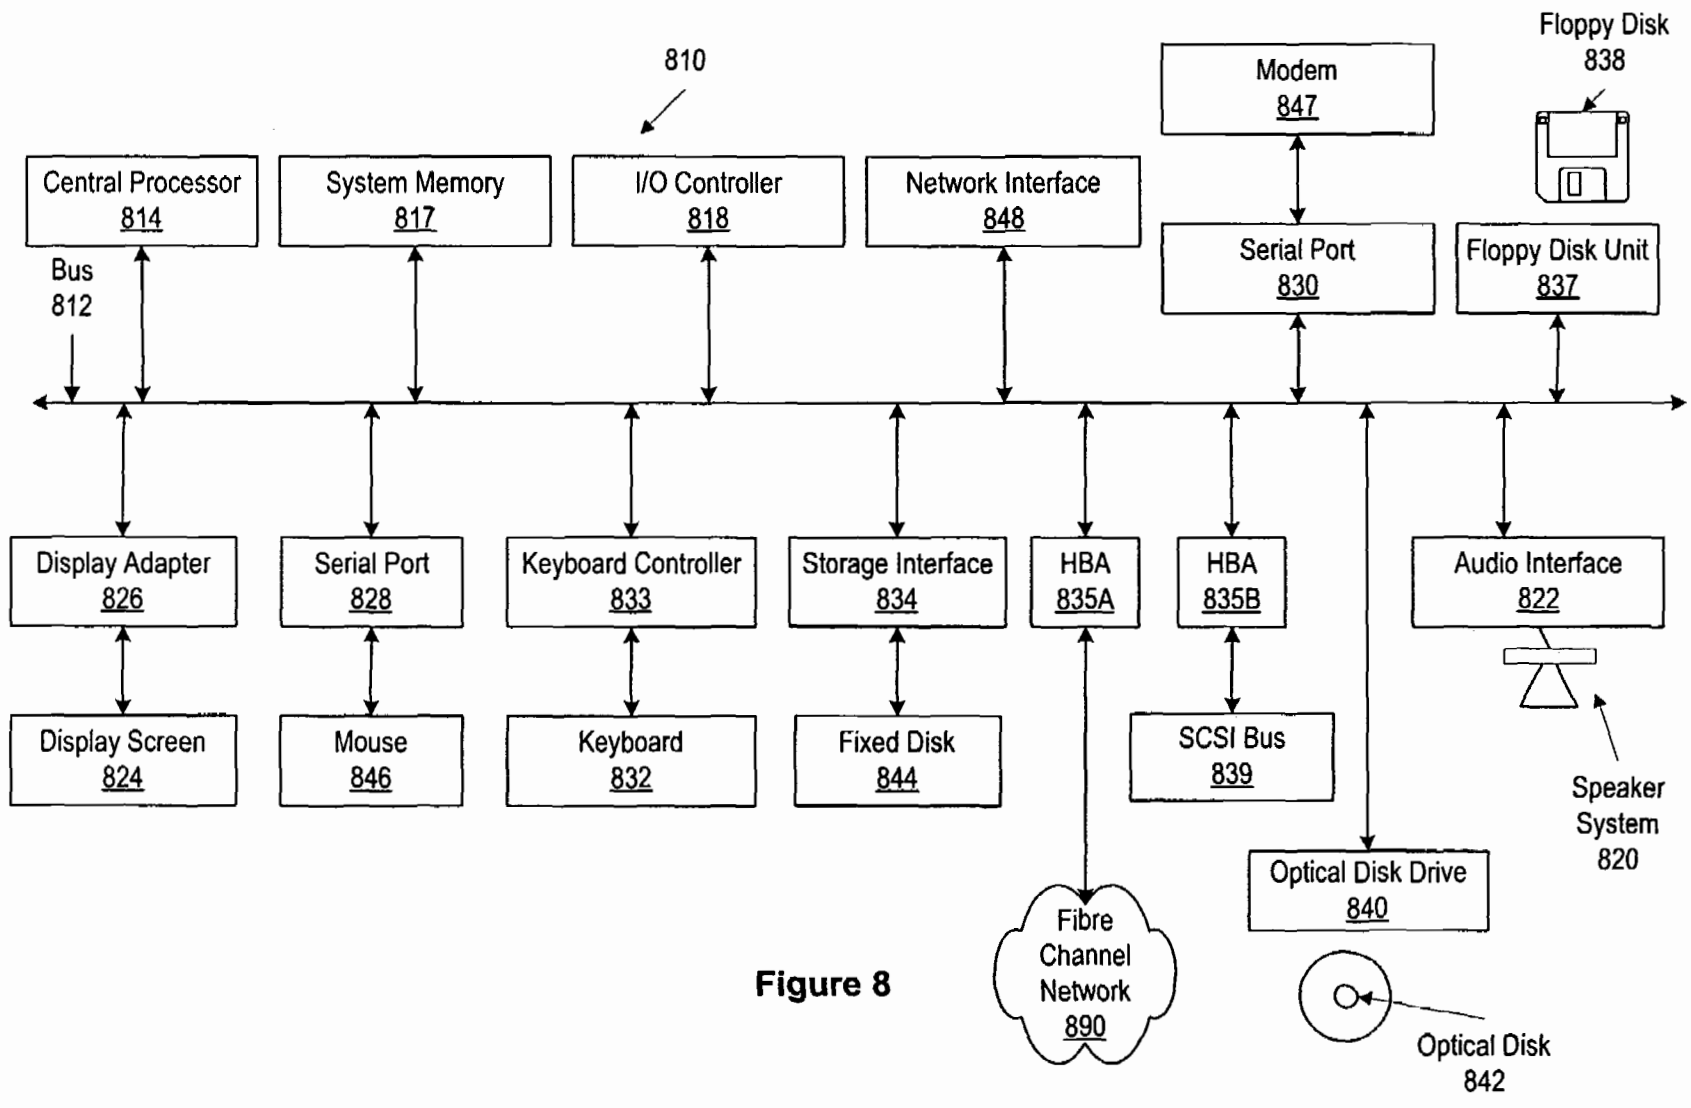 Floppy Disk
838
810
Modem
847
Central Processor
814
System Memory
817
I/O Controller
818
Network Interface
848
Serial Port
830
Floppy Disk Unit
837
Bus
812
Display Adapter
826
Serial Port
828
Keyboard Controller
833
Storage Interface
834
HBA
835A
HBA
835B
Audio Interface
822
Display Screen
824
Mouse
846
Keyboard
832
Fixed Disk
844
SCSI Bus
839
Speaker
System
820
Optical Disk Drive
840
Fibre
Channel
Network
890
Figure 8
Optical Disk
842